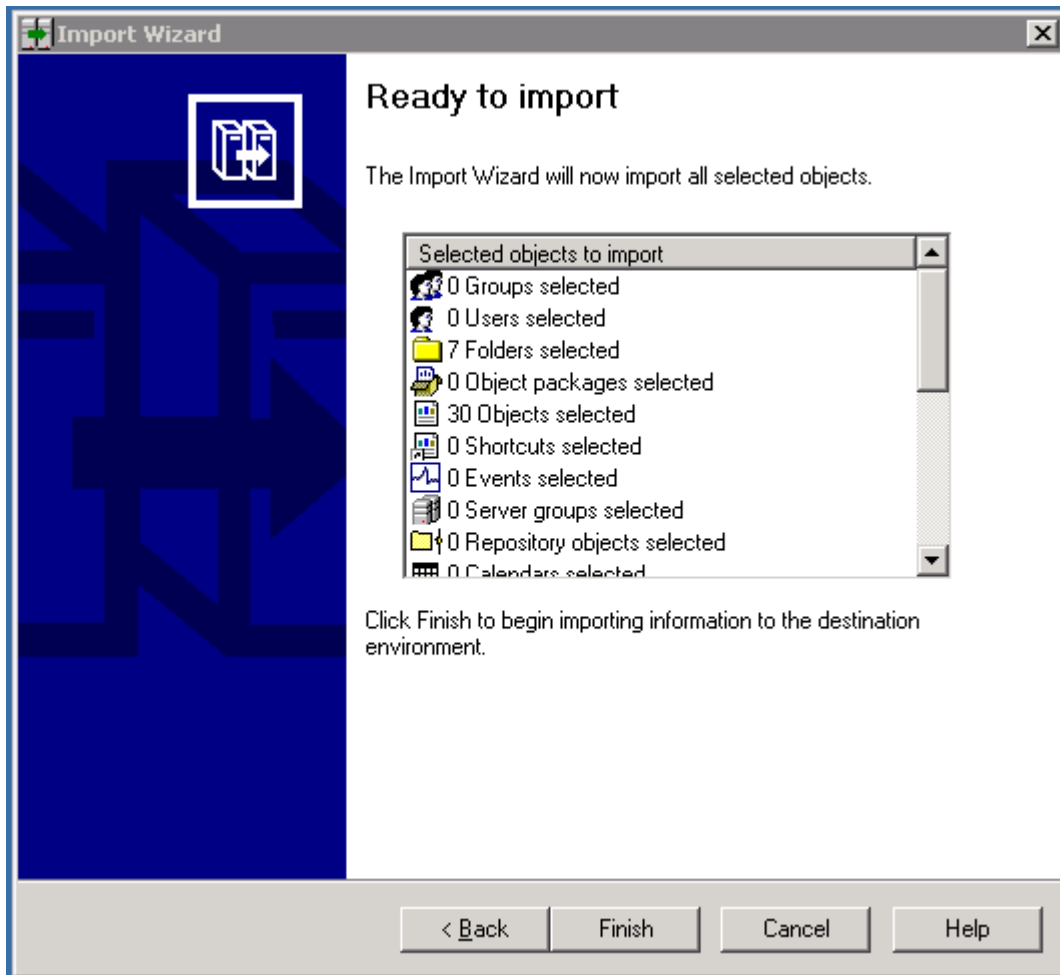 Import Wizard
Ready to import
The Import Wizard will now import all selected objects.
Selected objects to import
0 Groups selected
0 Users selected
7 Folders selected
0 Object packages selected
30 Objects selected
0 Shortcuts selected
0 Events selected
0 Server groups selected
0 Repository objects selected
0 Calendars selected
Click Finish to begin importing information to the destination
environment.
< Back
Finish
Cancel
Help